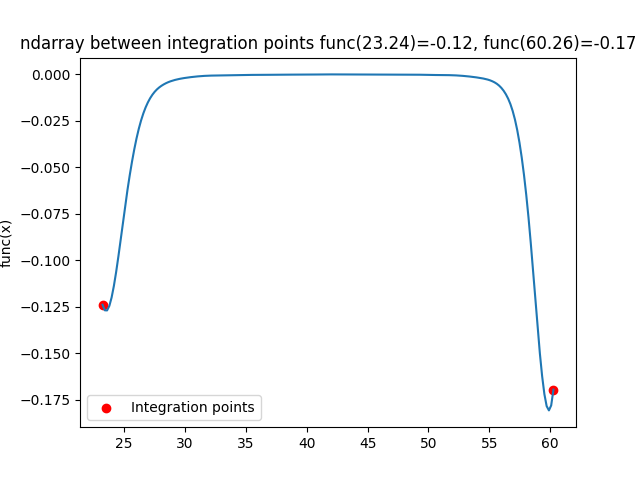 ndarray between integration points func(23.24)=-0.12, func(60.26)=-0.17
0.000
−0.025
−0.050
−0.075
−0.100
−0.125
−0.150
−0.175
func(x)
Integration points
25 30 35 40 45 50 55 60